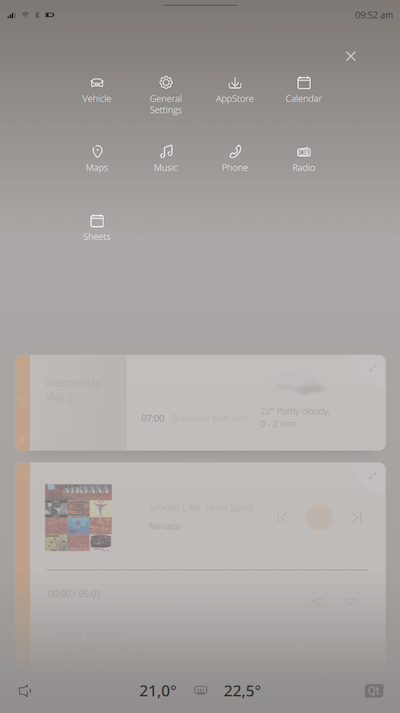 09:52 am
Vehicle
General
Settings
AppStore
Calendar
Maps
Music
Phone
Radio
Sheets
Wednesday,
May 2
07:00 Breakfast with fam...
22° Partly cloudy,
0 - 2 mm
Smells Like Teen Spirit
Nirvana
00:00 / 05:01
21,0°
22,5°
Qt